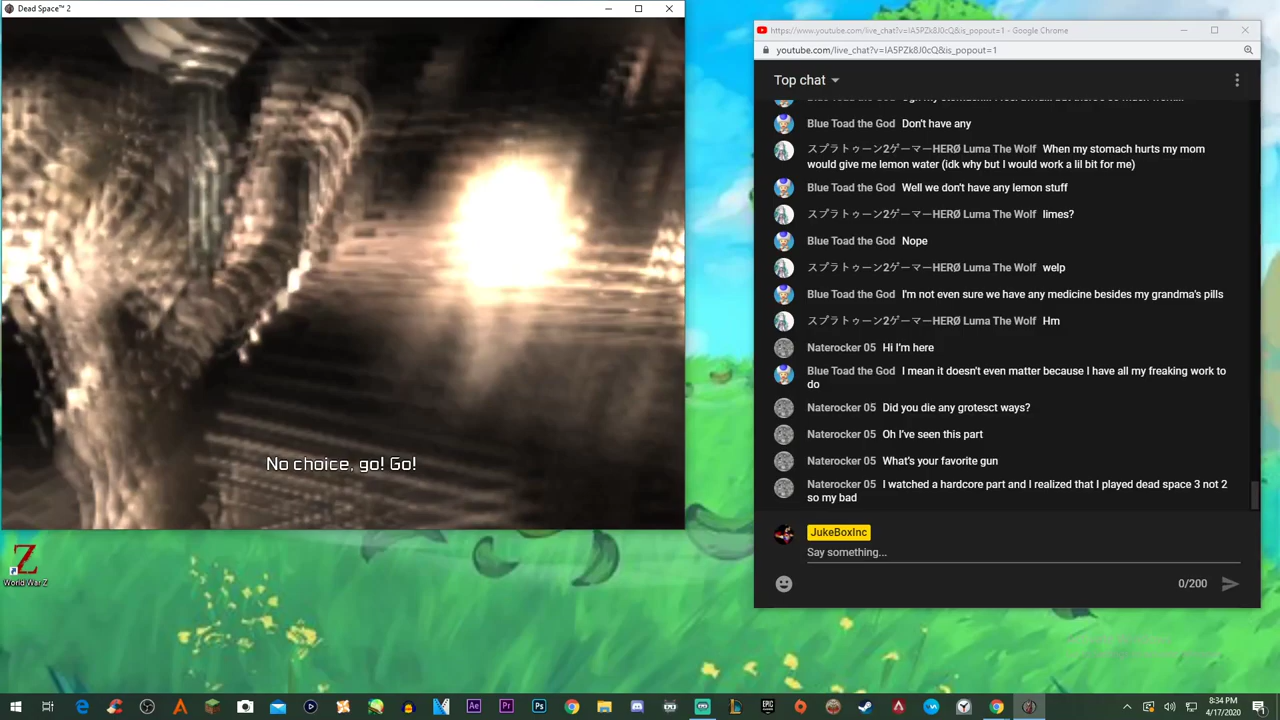 Dead Space™ 2
No choice, go! Go!
World War Z
https://www.youtube.com/live_chat?v=IA5PZk8J0cQ&is_popout=1 - Google Chrome
youtube.com/live_chat?v=IA5PZk8J0cQ&is_popout=1
Top chat
Blue Toad the God Don't have any
スプラトゥーン2ゲーマーHERØ Luma The Wolf When my stomach hurts my mom
would give me lemon water (idk why but I would work a lil bit for me)
Blue Toad the God Well we don't have any lemon stuff
スプラトゥーン2ゲーマーHERØ Luma The Wolf limes?
Blue Toad the God Nope
スプラトゥーン2ゲーマーHERØ Luma The Wolf welp
Blue Toad the God I'm not even sure we have any medicine besides my grandma's pills
スプラトゥーン2ゲーマーHERØ Luma The Wolf Hm
Naterocker 05 Hi I'm here
Blue Toad the God I mean it doesn't even matter because I have all my freaking work to
do
Naterocker 05 Did you die any grotesct ways?
Naterocker 05 Oh I've seen this part
Naterocker 05 What's your favorite gun
Naterocker 05 I watched a hardcore part and I realized that I played dead space 3 not 2
so my bad
JukeBoxInc
Say something...
0/200
Ae Pr Ps
EPIC
8:34 PM
4/17/2020